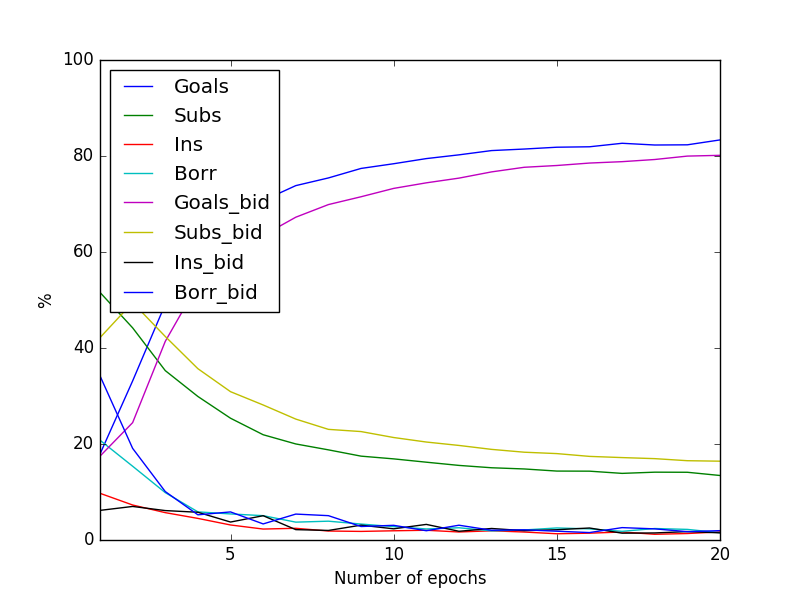 100
80
60
40
20
0
%
Goals
Subs
Ins
Borr
Goals_bid
Subs_bid
Ins_bid
Borr_bid
5 10 15 20
Number of epochs